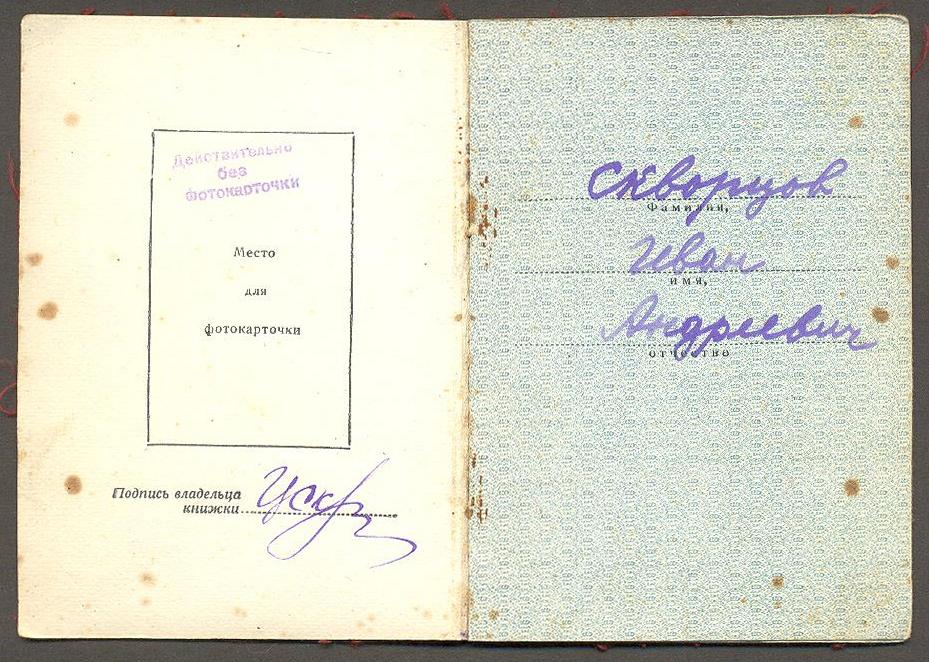 Действительно
без
фотокарточки
Место
для
фотокарточки
Подпись владельца
книжки
Скворцов
Фамилия,
Иван
имя,
Андреевич
отчество